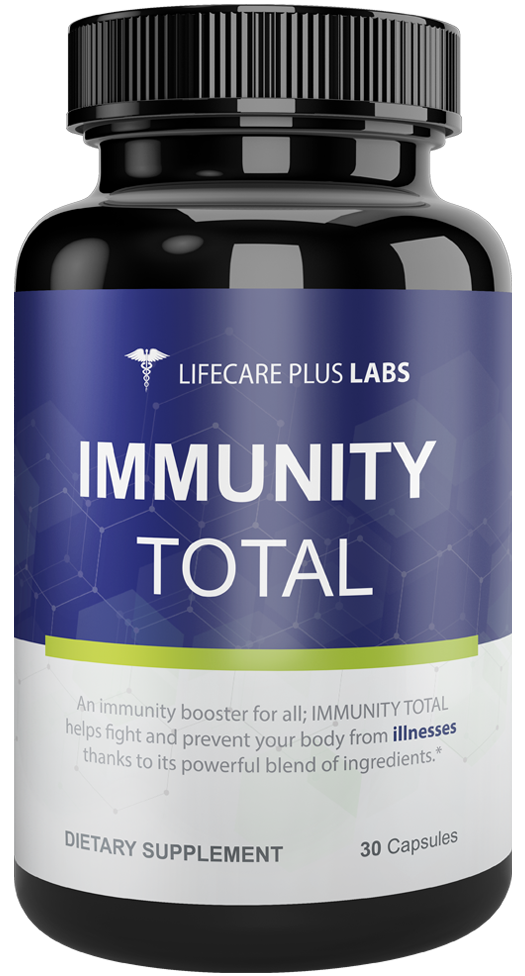 LIFECARE PLUS LABS
IMMUNITY
TOTAL
An immunity booster for all; IMMUNITY TOTAL
helps fight and prevent your body from illnesses
thanks to its powerful blend of ingredients.*
DIETARY SUPPLEMENT
30 Capsules